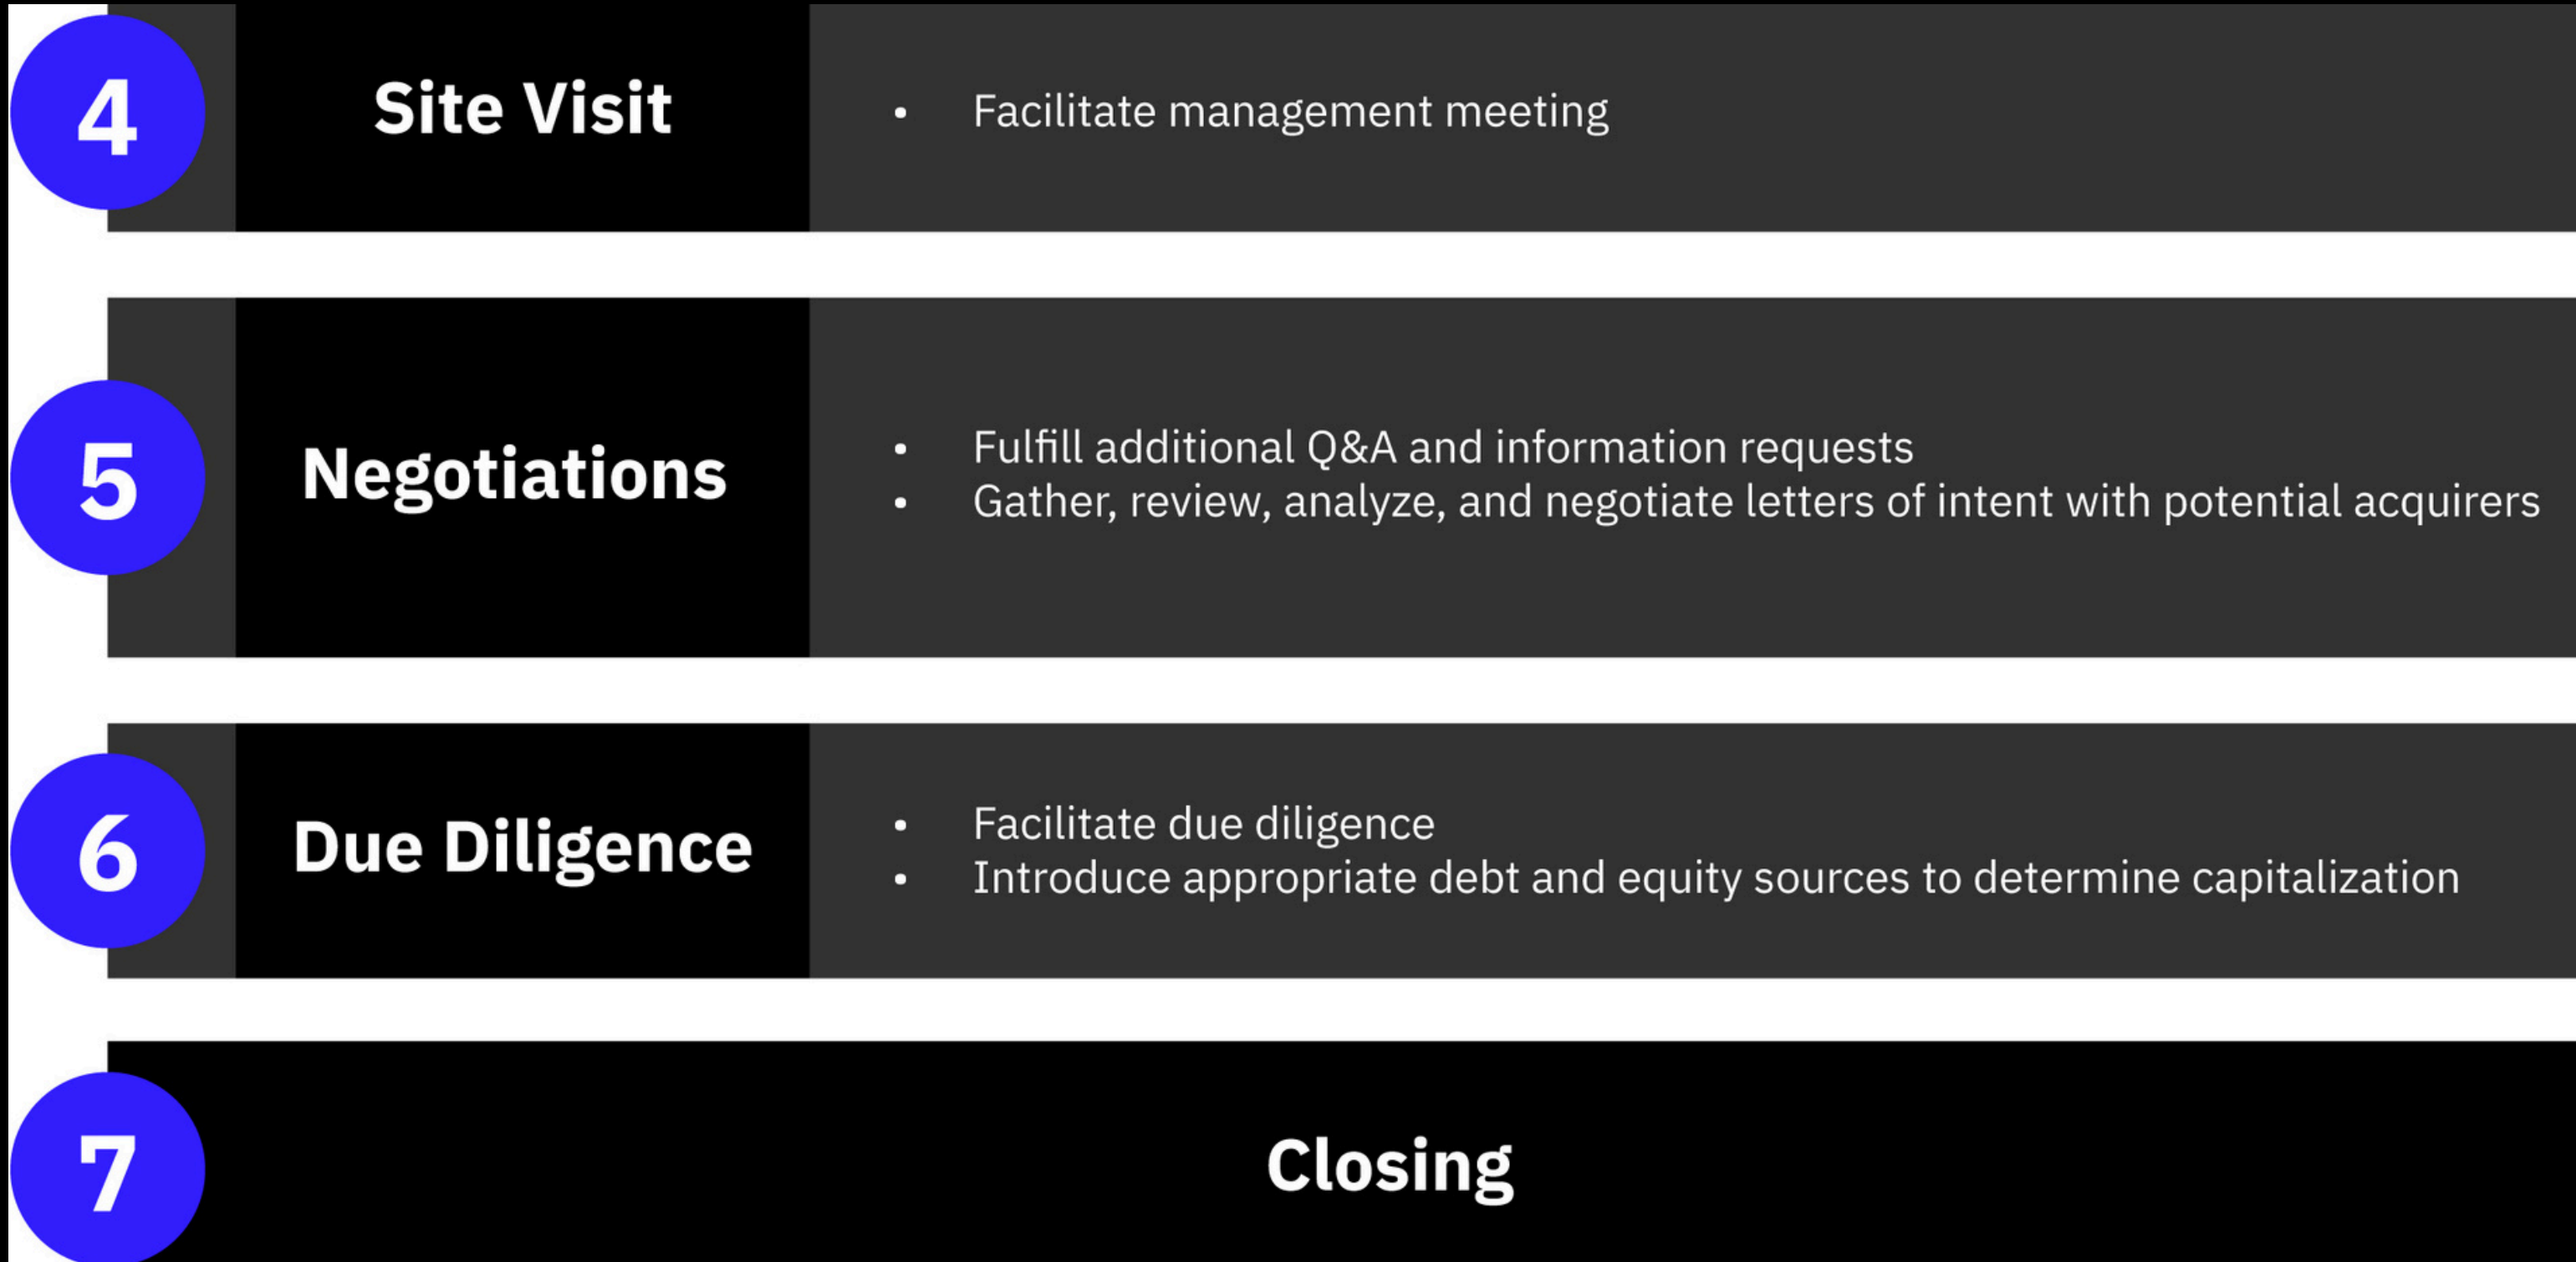 4
Site Visit
• Facilitate management meeting
5
Negotiations
• Fulfill additional Q&A and information requests
• Gather, review, analyze, and negotiate letters of intent with potential acquirers
6
Due Diligence
• Facilitate due diligence
• Introduce appropriate debt and equity sources to determine capitalization
7
Closing